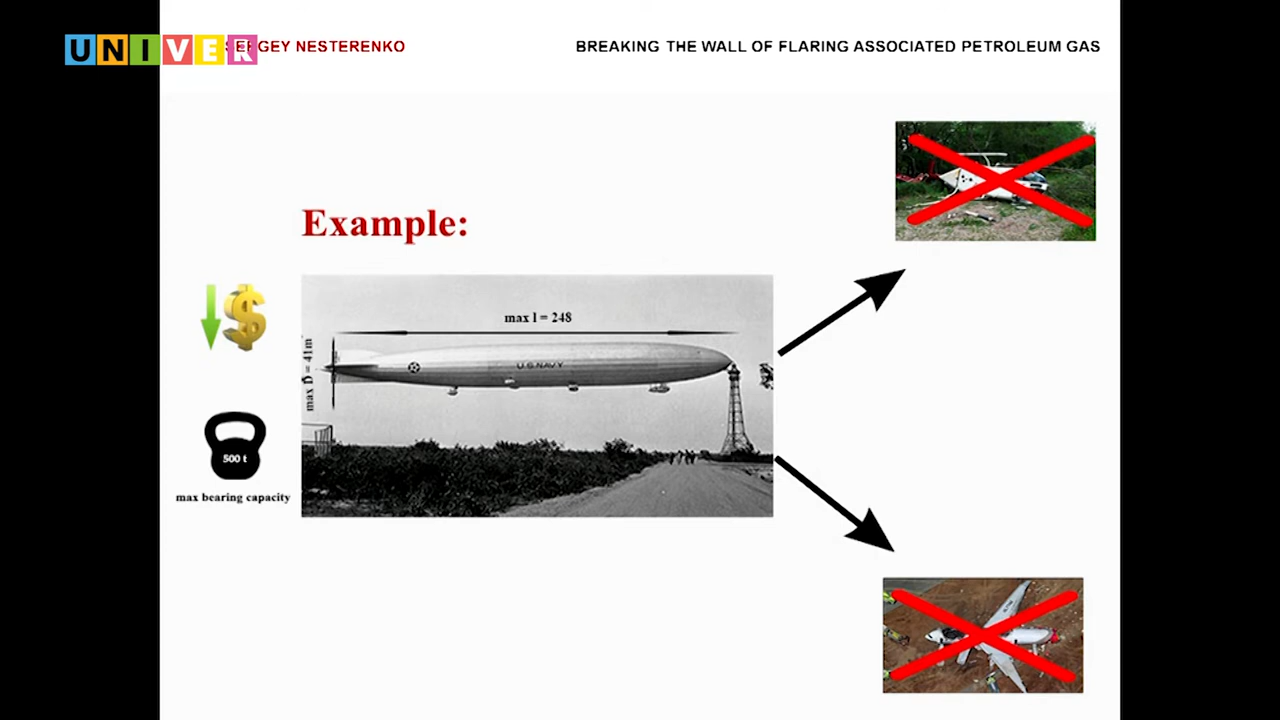 UNIVER
SERGEY NESTERENKO
BREAKING THE WALL OF FLARING ASSOCIATED PETROLEUM GAS
Example:
max l = 248
max D = 41m
U.S.NAVY
500 t
max bearing capacity